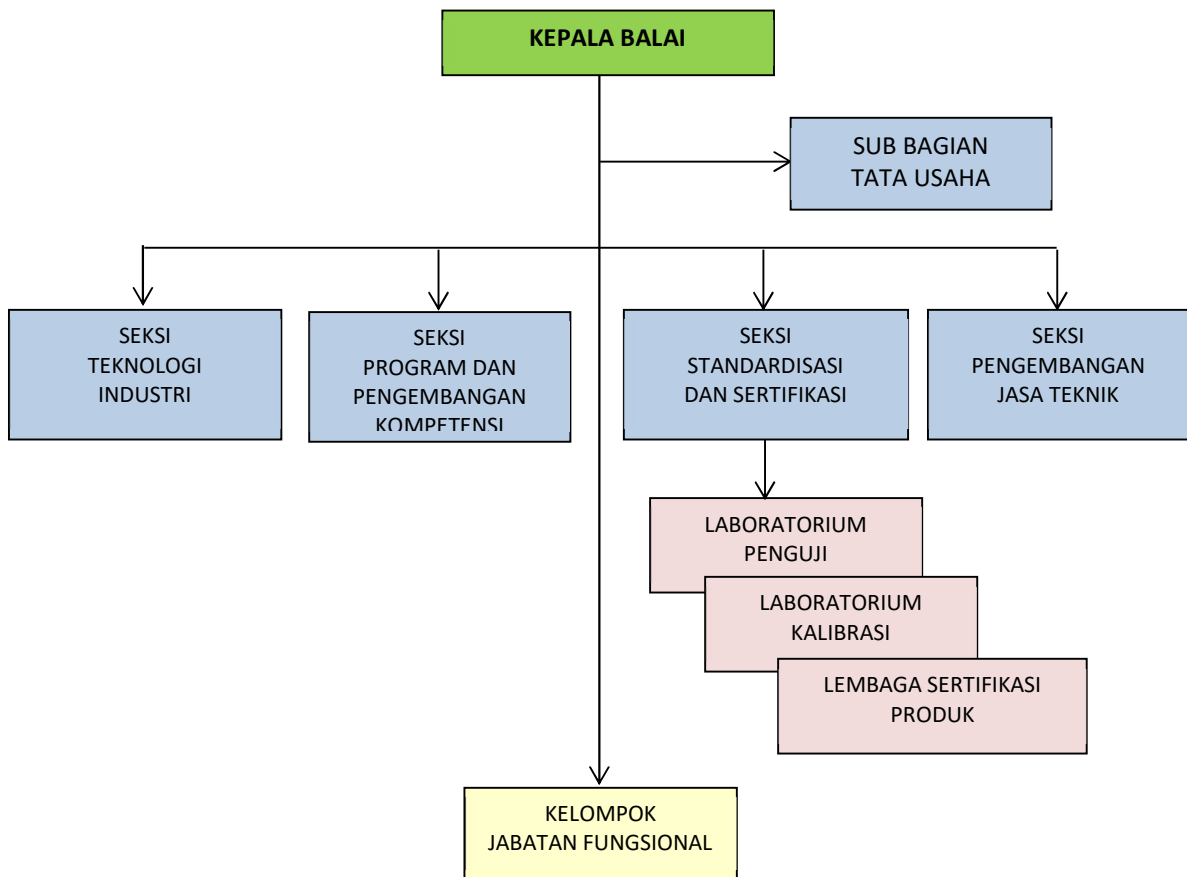 KEPALA BALAI
SUB BAGIAN
TATA USAHA
SEKSI
TEKNOLOGI
INDUSTRI
SEKSI
PROGRAM DAN
PENGEMBANGAN
KOMPETENSI
SEKSI
STANDARDISASI
DAN SERTIFIKASI
SEKSI
PENGEMBANGAN
JASA TEKNIK
LABORATORIUM
PENGUJI
LABORATORIUM
KALIBRASI
LEMBAGA SERTIFIKASI
PRODUK
KELOMPOK
JABATAN FUNGSIONAL